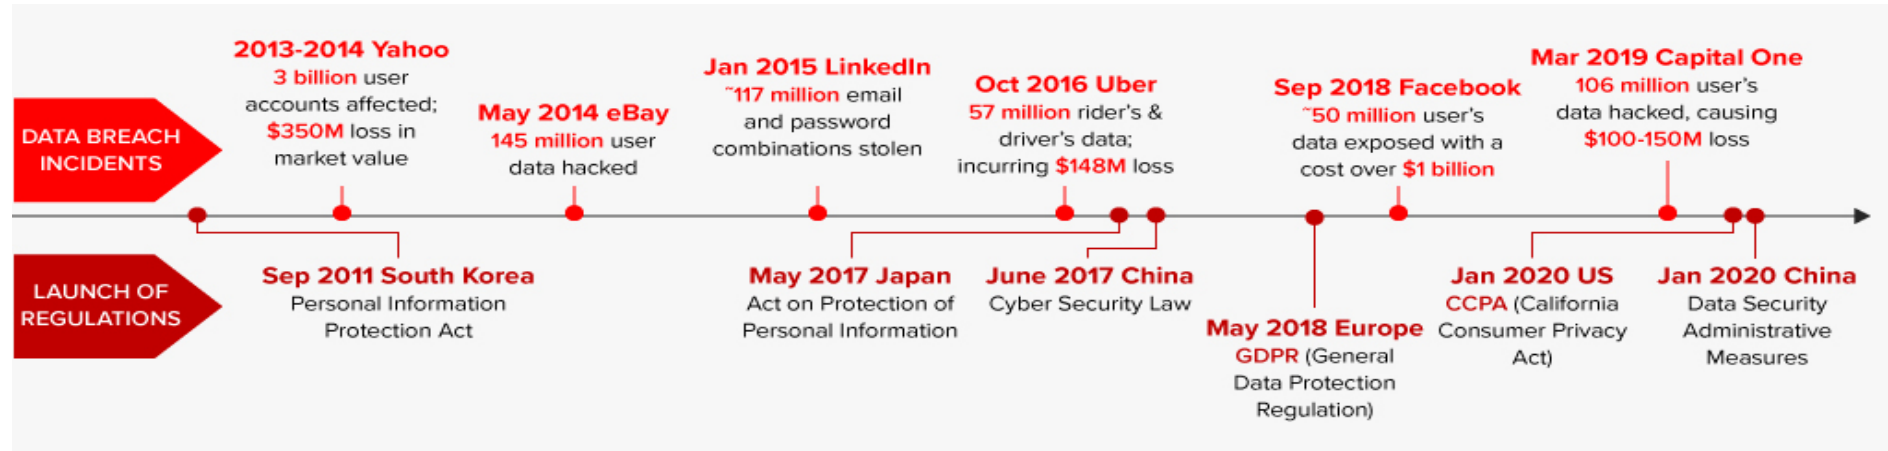 DATA BREACH
INCIDENTS
2013-2014 Yahoo
3 billion user
accounts affected;
$350M loss in
market value
May 2014 eBay
145 million user
data hacked
Jan 2015 LinkedIn
~117 million email
and password
combinations stolen
Oct 2016 Uber
57 million rider's &
driver's data;
incurring $148M loss
Sep 2018 Facebook
~50 million user's
data exposed with a
cost over $1 billion
Mar 2019 Capital One
106 million user's
data hacked, causing
$100-150M loss
LAUNCH OF
REGULATIONS
Sep 2011 South Korea
Personal Information
Protection Act
May 2017 Japan
Act on Protection of
Personal Information
June 2017 China
Cyber Security Law
May 2018 Europe
GDPR (General
Data Protection
Regulation)
Jan 2020 US
CCPA (California
Consumer Privacy
Act)
Jan 2020 China
Data Security
Administrative
Measures